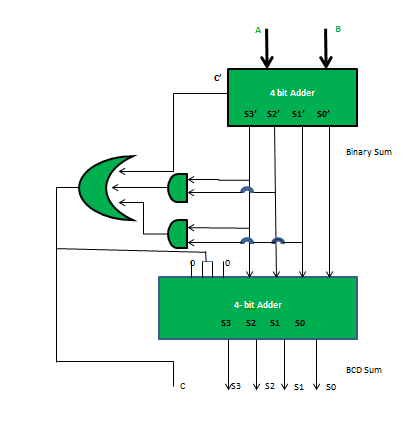 A B
C'
4 bit Adder
S3' S2' S1' S0'
Binary Sum
0 0
4- bit Adder
S3 S2 S1 S0
BCD Sum
C S3 S2 S1 S0